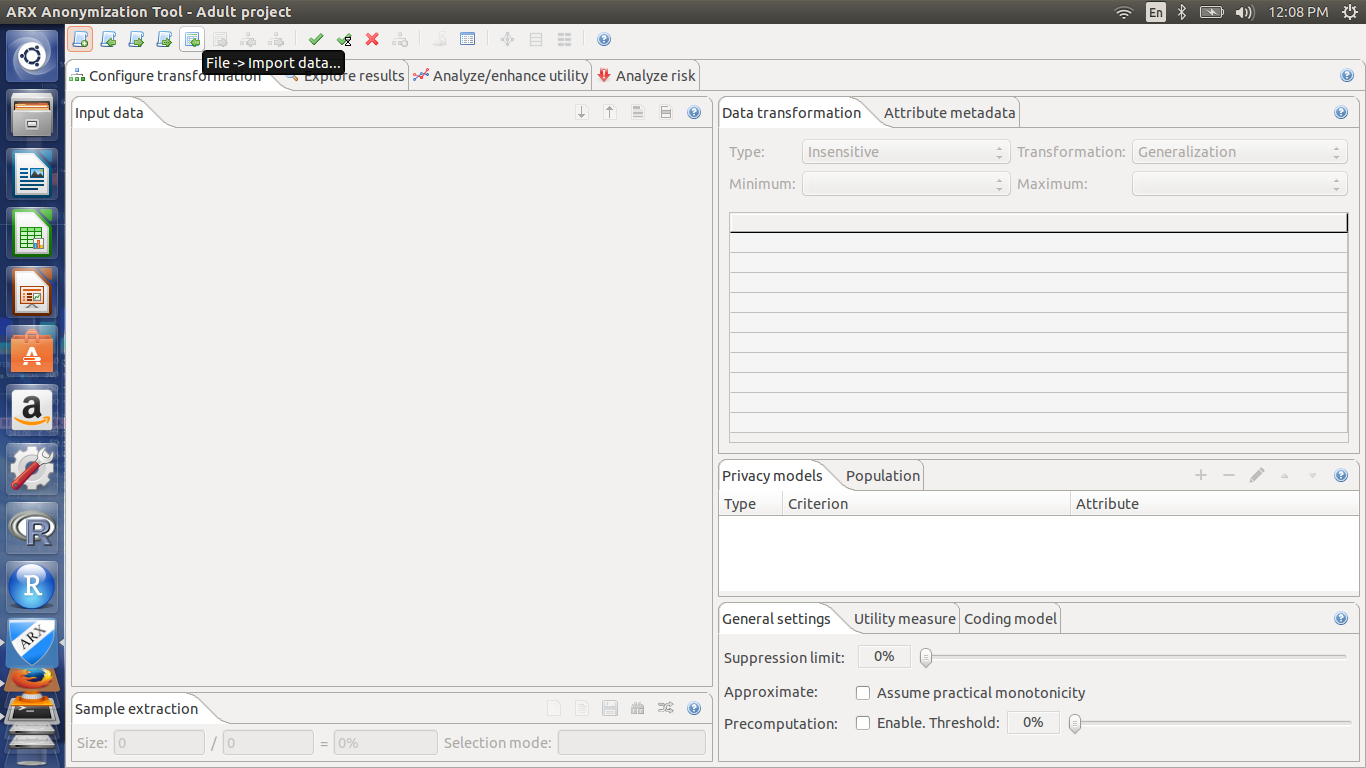 ARX Anonymization Tool - Adult project
En
12:08 PM
File -> Import data...
Configure transformation
Explore results
Analyze/enhance utility
Analyze risk
Input data
Data transformation
Attribute metadata
Type:
Insensitive
Transformation:
Generalization
Minimum:
Maximum:
Privacy models
Population
Type
Criterion
Attribute
General settings
Utility measure
Coding model
Suppression limit:
0%
Approximate:
Assume practical monotonicity
Precomputation:
Enable. Threshold:
0%
Sample extraction
Size:
0
/
0
=
0%
Selection mode:
A
a
R
R
ARX